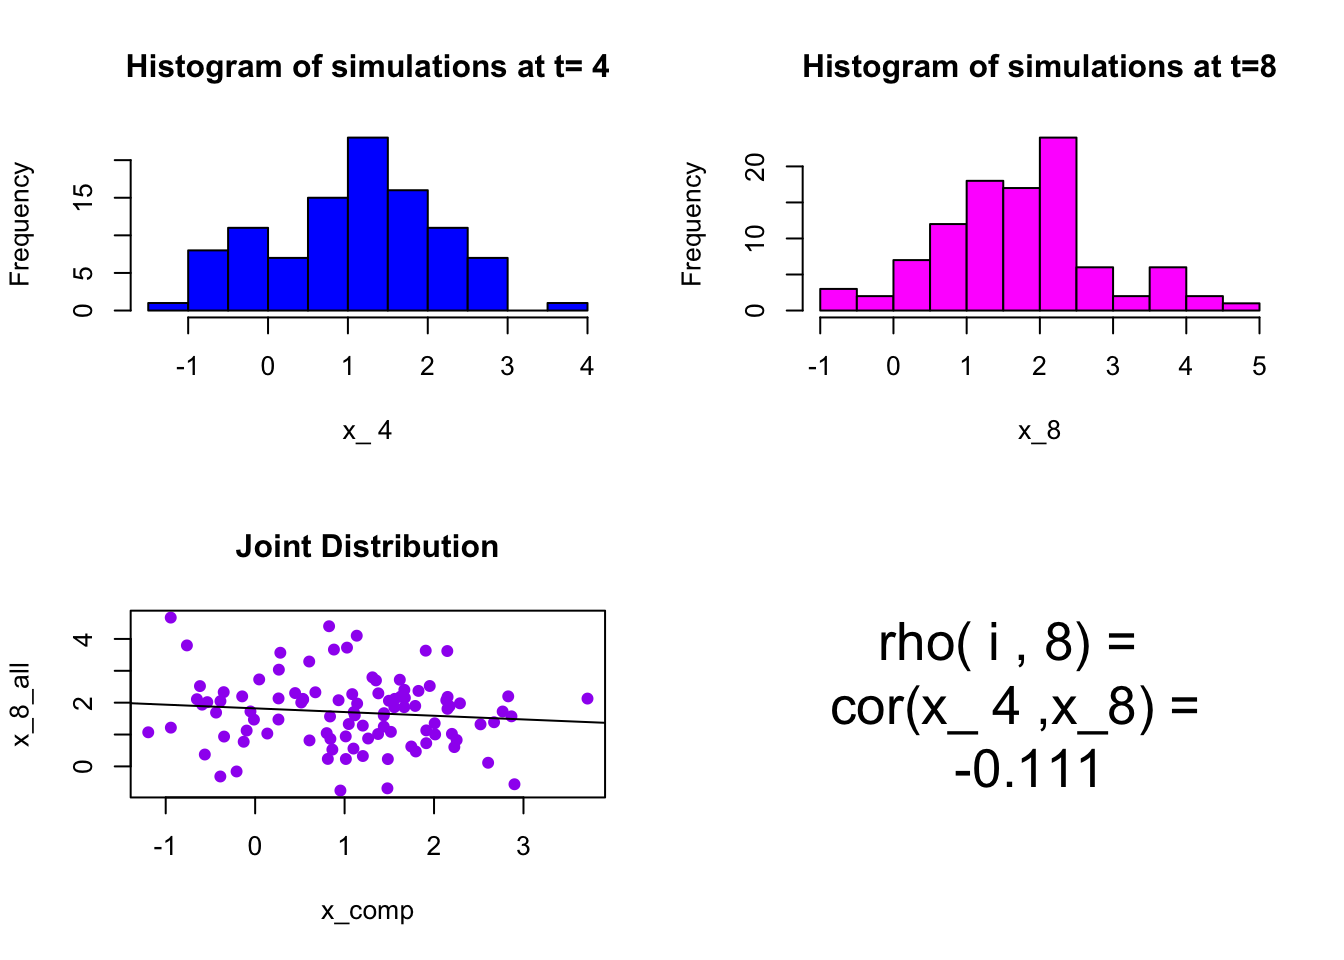 Histogram of simulations at t= 4
Frequency
0 5 15
-1 0 1 2 3 4
x_ 4
Histogram of simulations at t=8
Frequency
0 10 20
-1 0 1 2 3 4 5
x_8
Joint Distribution
x_8_all
0 2 4
-1 0 1 2 3
x_comp
rho( i , 8) =
cor(x_ 4 ,x_8) =
-0.111